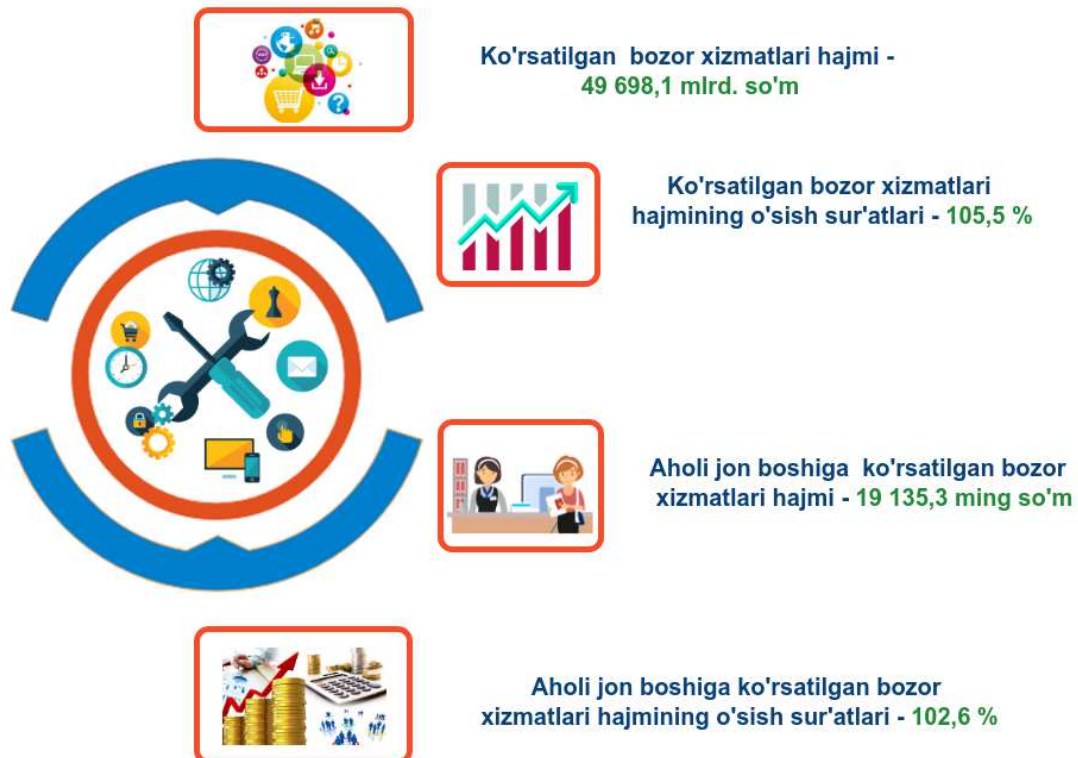 Ko'rsatilgan bozor xizmatlari hajmi -
49 698,1 mlrd. so'm
Ko'rsatilgan bozor xizmatlari
hajmining o'sish sur'atlari - 105,5 %
Aholi jon boshiga ko'rsatilgan bozor
xizmatlari hajmi - 19 135,3 ming so'm
Aholi jon boshiga ko'rsatilgan bozor
xizmatlari hajmining o'sish sur'atlari - 102,6 %